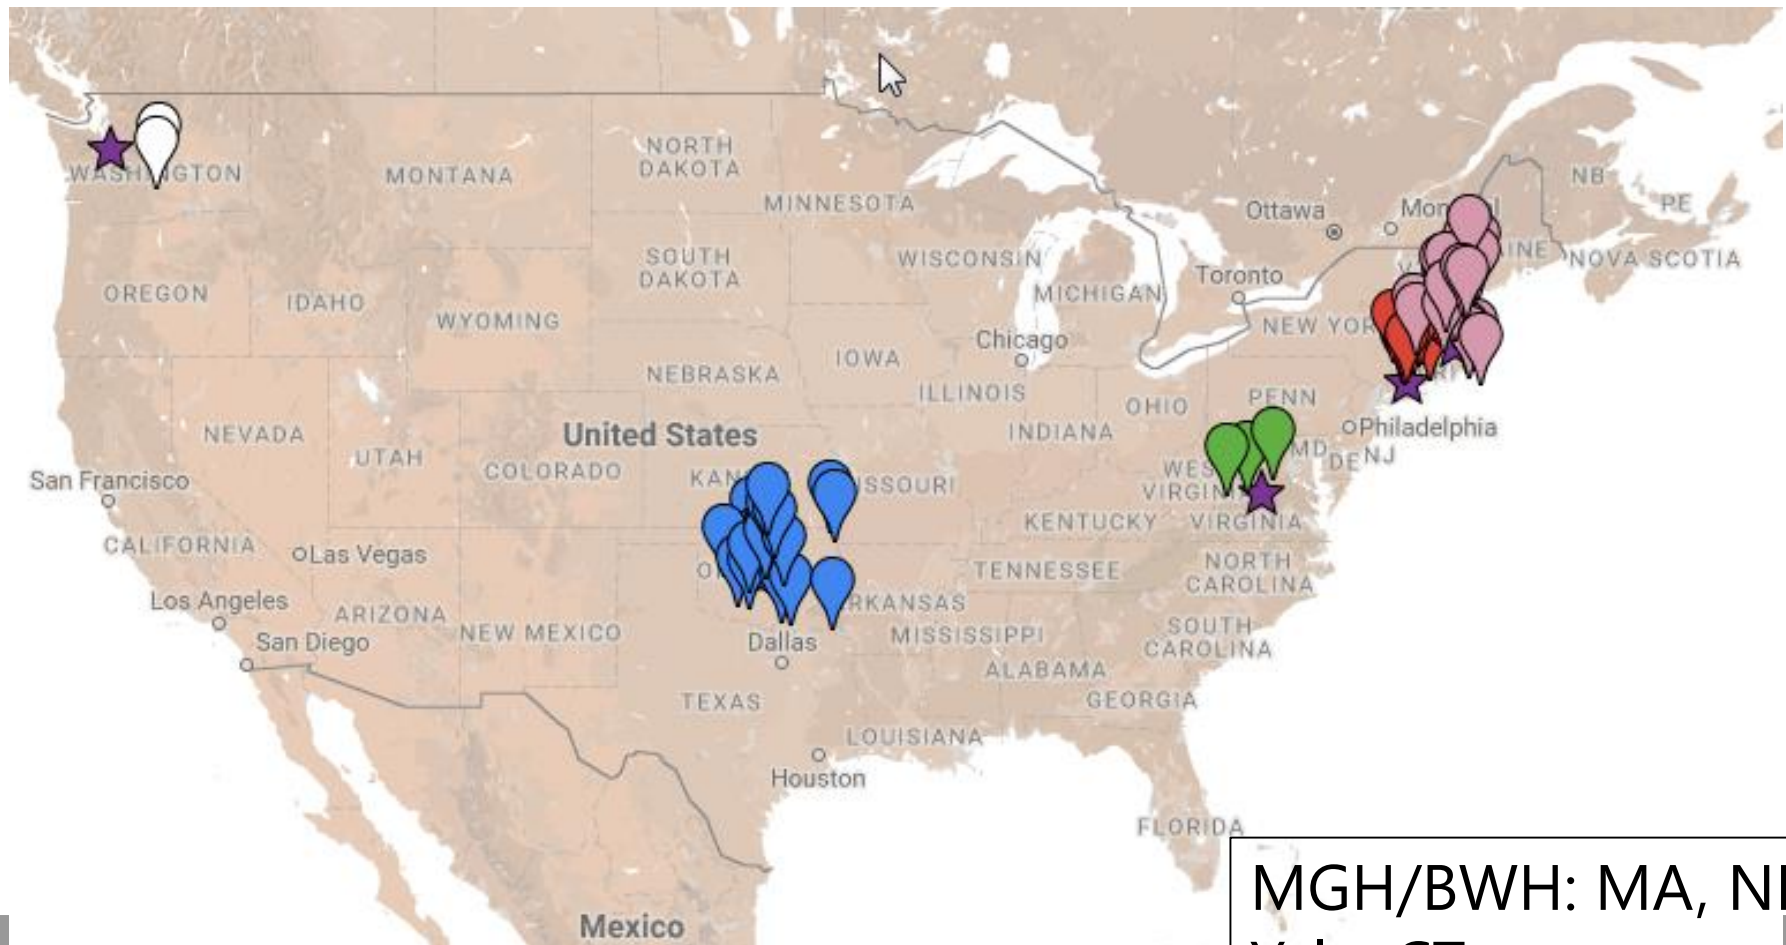 NORTH
DAKOTA
WASHINGTON
MONTANA
MINNESOTA
NB
PE
Ottawa
SOUTH
DAKOTA
WISCONSIN
NOVA SCOTIA
Toronto
MICHIGAN
OREGON
IDAHO
WYOMING
Chicago
IOWA
NEBRASKA
ILLINOIS
OHIO
PENN
NEVADA
United States
INDIANA
Philadelphia
UTAH
COLORADO
MD
DE
NJ
San Francisco
KENTUCKY
VIRGINIA
CALIFORNIA
Las Vegas
TENNESSEE
NORTH
CAROLINA
Los Angeles
ARIZONA
NEW MEXICO
San Diego
Dallas
MISSISSIPPI
SOUTH
CAROLINA
ALABAMA
TEXAS
GEORGIA
LOUISIANA
Houston
FLORIDA
MGH/BWH: MA,
Mexico